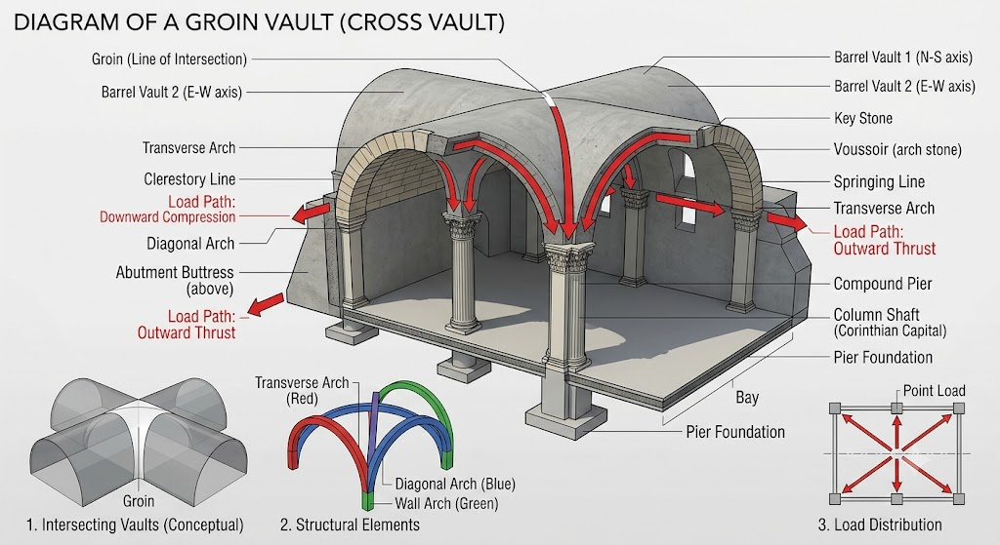 DIAGRAM OF A GROIN VAULT (CROSS VAULT)
Groin (Line of Intersection)
Barrel Vault 2 (E-W axis)
Transverse Arch
Clerestory Line
Load Path:
Downward Compression
Diagonal Arch
Abutment Buttress
(above)
Load Path:
Outward Thrust
Barrel Vault 1 (N-S axis)
Barrel Vault 2 (E-W axis)
Key Stone
Voussoir (arch stone)
Springing Line
Transverse Arch
Load Path:
Outward Thrust
Compound Pier
Column Shaft
(Corinthian Capital)
Pier Foundation
Bay
Pier Foundation
Groin
1. Intersecting Vaults (Conceptual)
Transverse Arch
(Red)
Diagonal Arch (Blue)
Wall Arch (Green)
2. Structural Elements
Point Load
3. Load Distribution